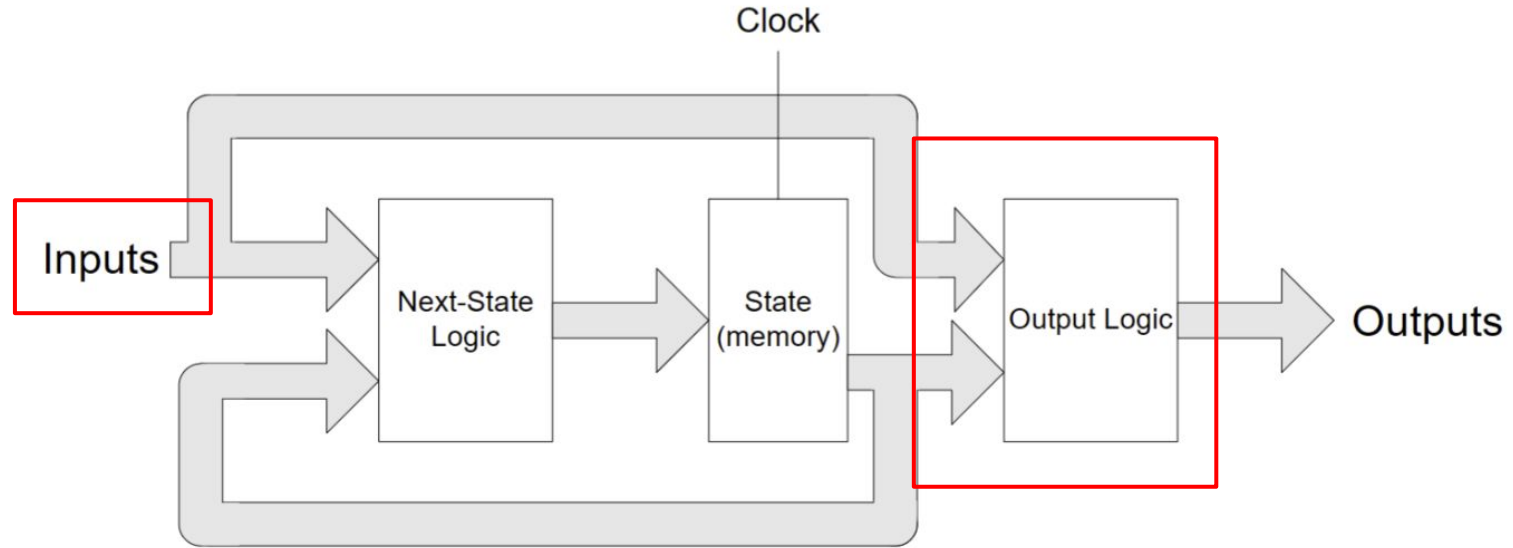 Clock
Inputs
Next-State
Logic
State
(memory)
Output Logic
Outputs